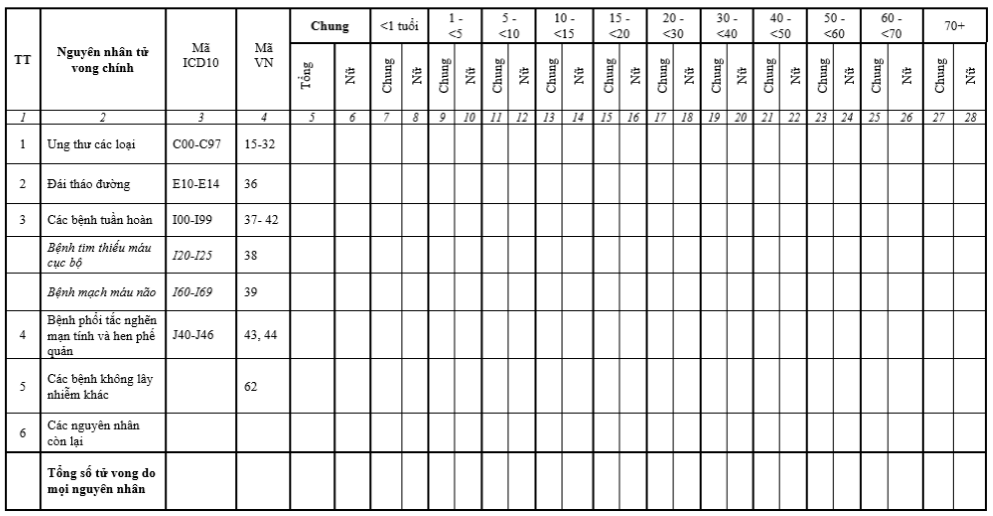 TT Nguyên nhân tử vong chính Mã ICD10 Mã VN Chung <1 tuổi 1 - <5 5 - <10 10 - <15 15 - <20 20 - <30 30 - <40 40 - <50 50 - <60 60 - <70 70+
Tổng Nữ Chung Nữ Chung Nữ Chung Nữ Chung Nữ Chung Nữ Chung Nữ Chung Nữ Chung Nữ Chung Nữ Chung Nữ Chung Nữ
1 2 3 4 5 6 7 8 9 10 11 12 13 14 15 16 17 18 19 20 21 22 23 24 25 26 27 28
1 Ung thư các loại C00-C97 15-32
2 Đái tháo đường E10-E14 36
3 Các bệnh tuần hoàn I00-I99 37- 42
Bệnh tim thiếu máu cục bộ I20-I25 38
Bệnh mạch máu não I60-I69 39
4 Bệnh phổi tắc nghẽn mạn tính và hen phế quản J40-J46 43, 44
5 Các bệnh không lây nhiễm khác 62
6 Các nguyên nhân còn lại
Tổng số tử vong do mọi nguyên nhân